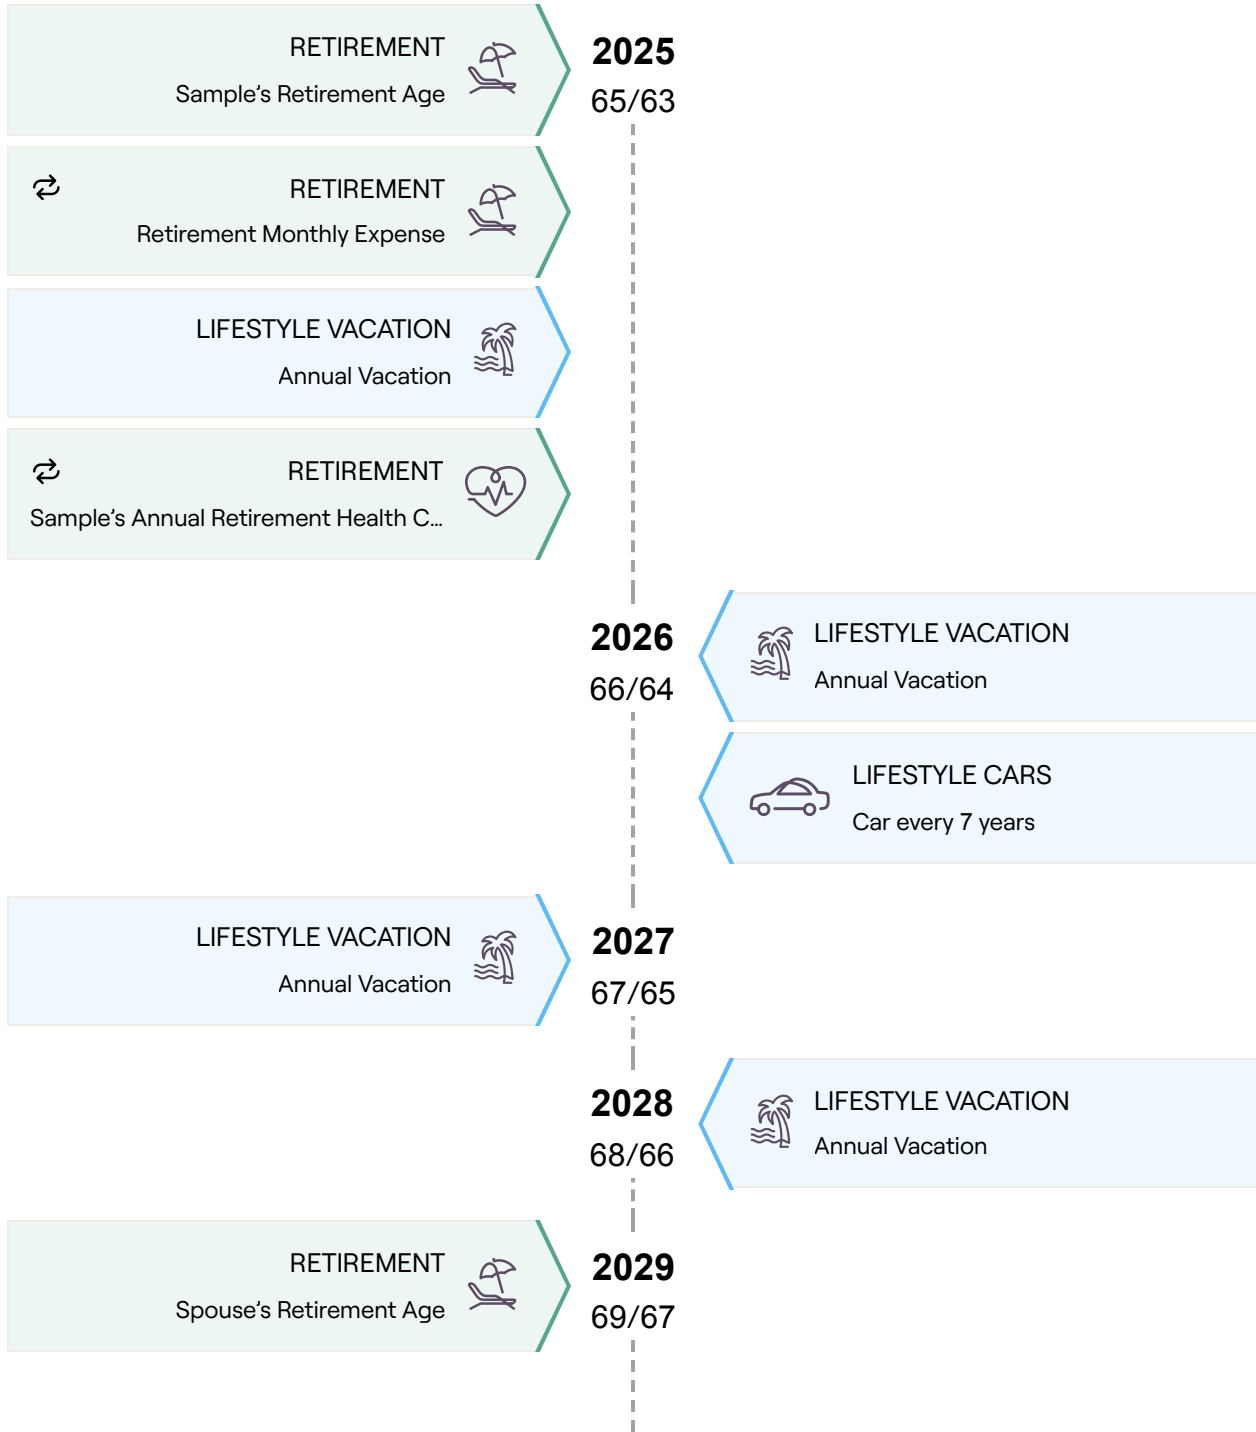 RETIREMENT
Sample's Retirement Age
2025
65/63
RETIREMENT
Retirement Monthly Expense
LIFESTYLE VACATION
Annual Vacation
RETIREMENT
Sample's Annual Retirement Health C...
2026
66/64
LIFESTYLE VACATION
Annual Vacation
LIFESTYLE CARS
Car every 7 years
LIFESTYLE VACATION
Annual Vacation
2027
67/65
2028
68/66
LIFESTYLE VACATION
Annual Vacation
RETIREMENT
Spouse's Retirement Age
2029
69/67